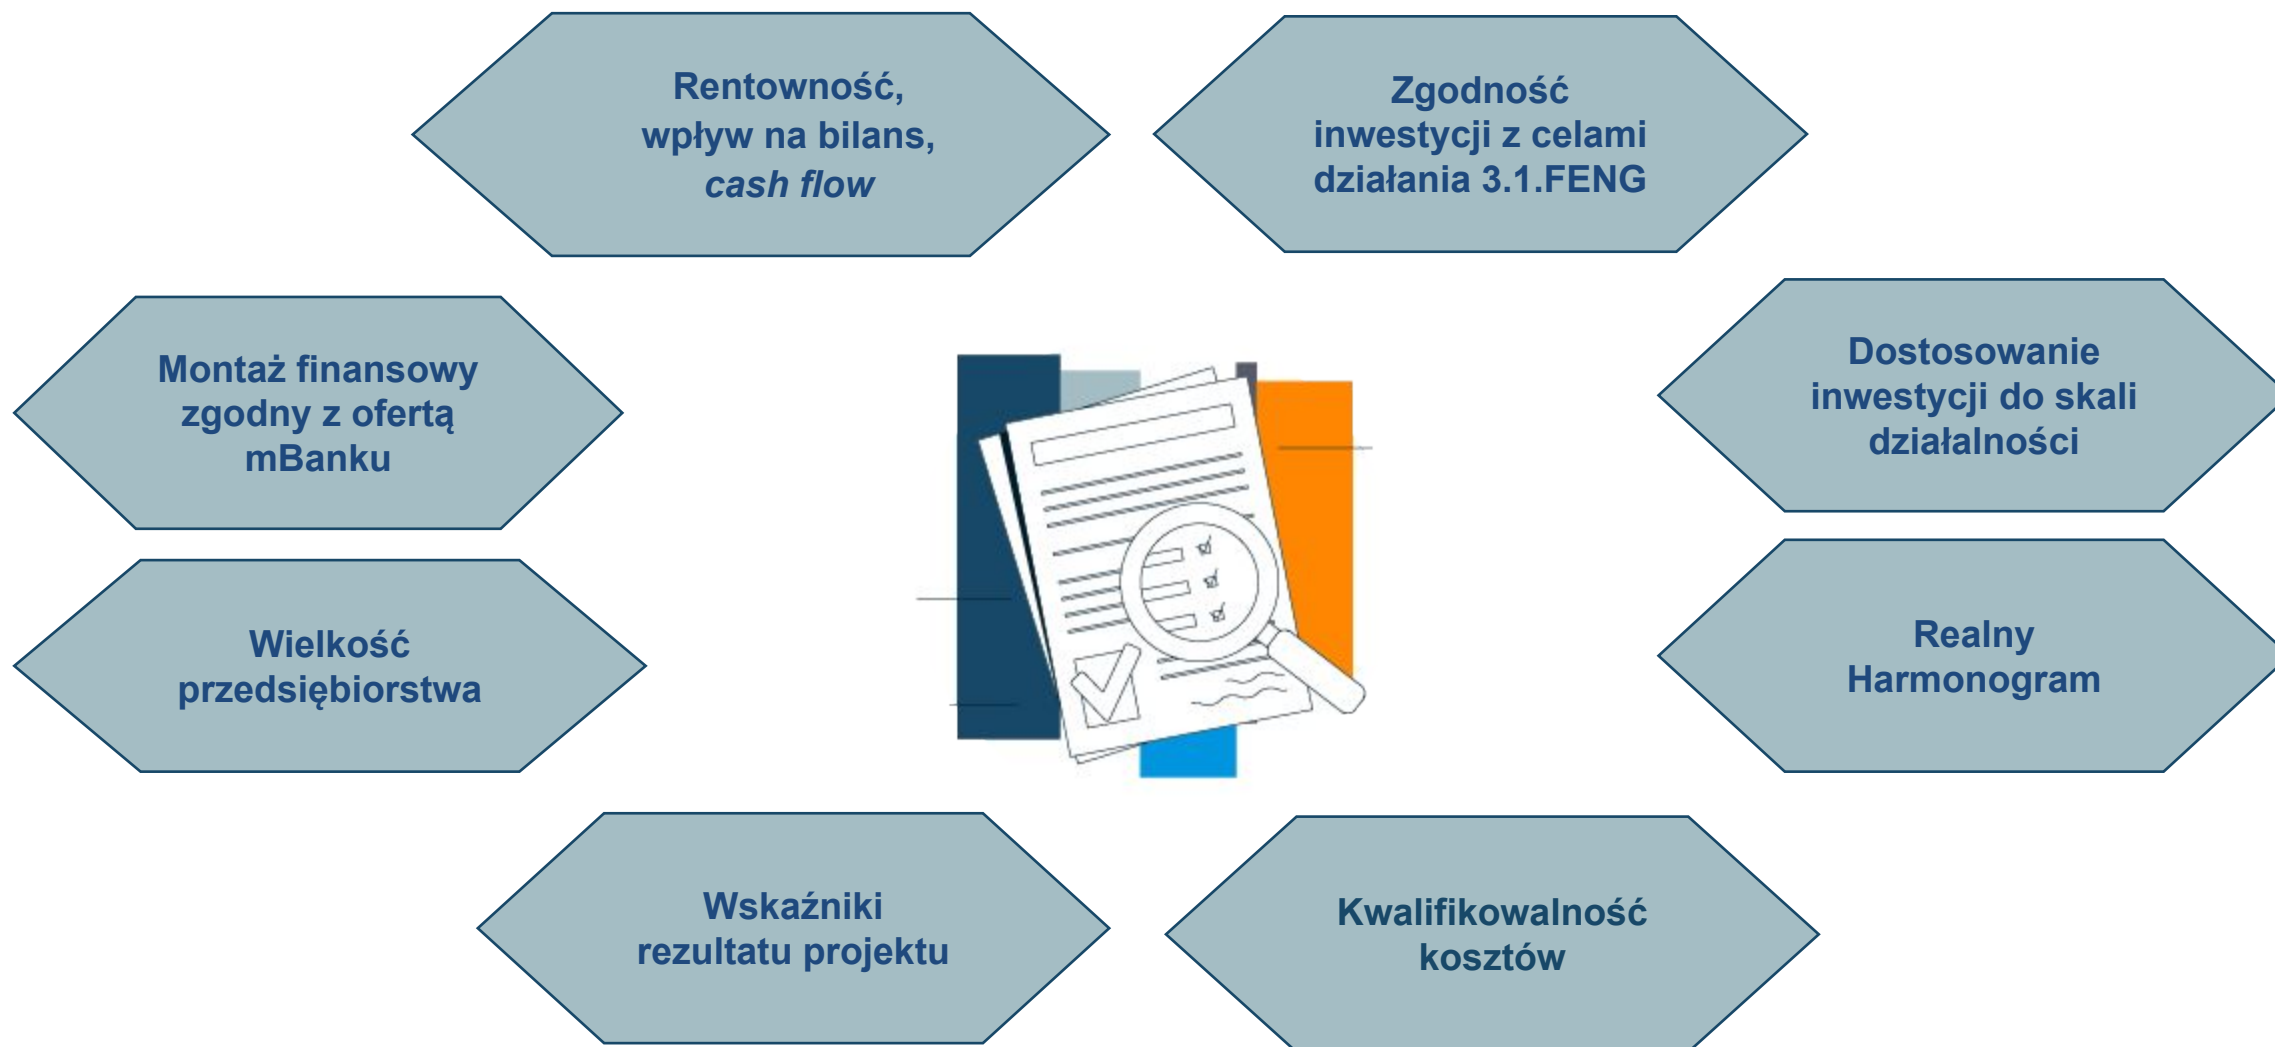 Rentowność,
wpływ na bilans,
cash flow
Zgodność
inwestycji z celami
działania 3.1.FENG
Montaż finansowy
zgodny z ofertą
mBanku
Dostosowanie
inwestycji do skali
działalności
Wielkość
przedsiębiorstwa
Realny
Harmonogram
Wskaźniki
rezultatu projektu
Kwalifikowalność
kosztów